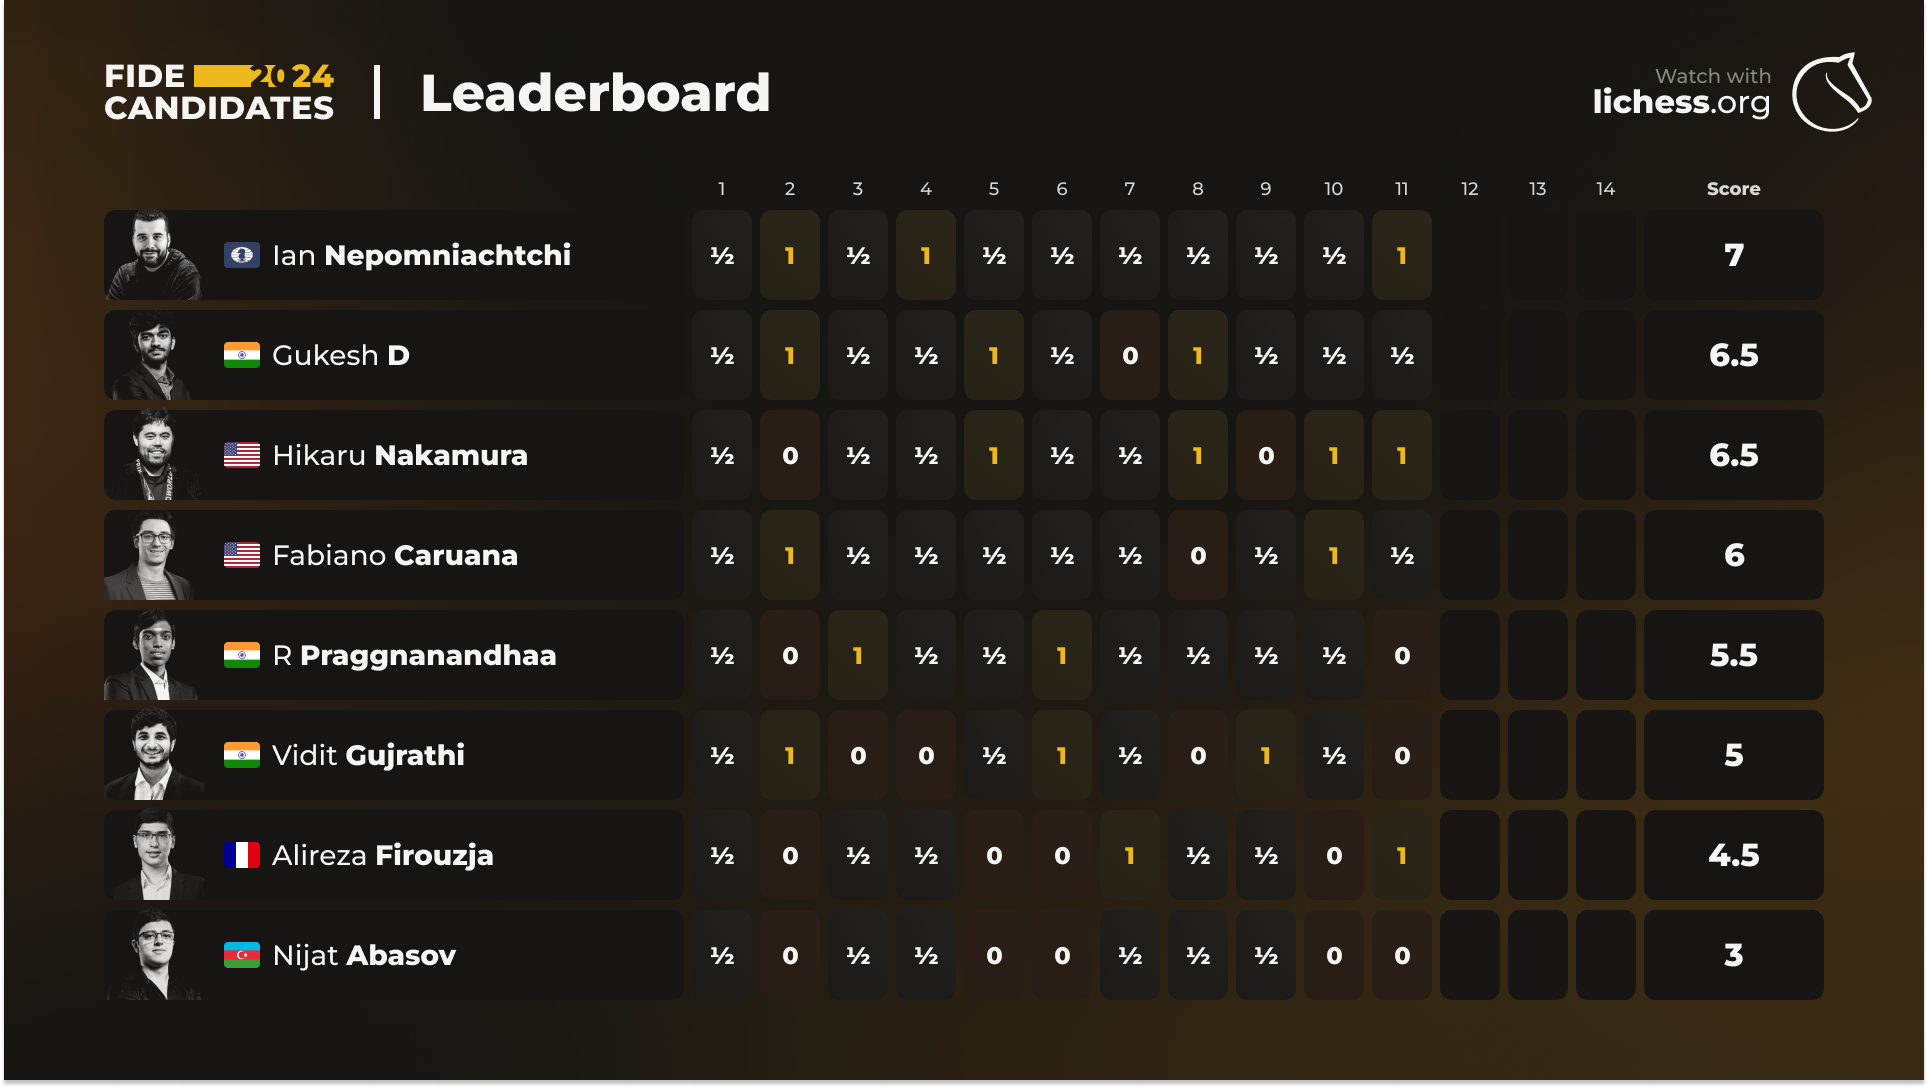 FIDE 2024
CANDIDATES
Leaderboard
Watch with
lichess.org
1 2 3 4 5 6 7 8 9 10 11 12 13 14 Score
Ian Nepomniachtchi ½ 1 ½ 1 ½ ½ ½ ½ ½ ½ 1 7
Gukesh D ½ 1 ½ ½ 1 ½ 0 1 ½ ½ ½ 6.5
Hikaru Nakamura ½ 0 ½ ½ 1 ½ ½ 1 0 1 1 6.5
Fabiano Caruana ½ 1 ½ ½ ½ ½ ½ 0 ½ 1 ½ 6
R Praggnanandhaa ½ 0 1 ½ ½ 1 ½ ½ ½ ½ 0 5.5
Vidit Gujrathi ½ 1 0 0 ½ 1 ½ 0 1 ½ 0 5
Alireza Firouzja ½ 0 ½ ½ 0 0 1 ½ ½ 0 1 4.5
Nijat Abasov ½ 0 ½ ½ 0 0 ½ ½ ½ 0 0 3